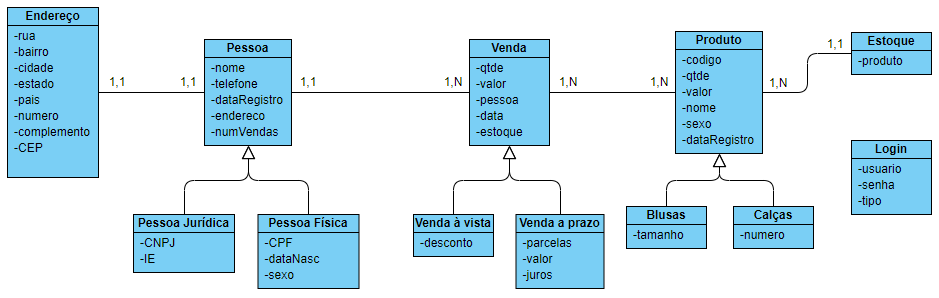 Endereço
-rua
-bairro
-cidade
-estado
-pais
-numero
-complemento
-CEP
1,1
1,1
Pessoa
-nome
-telefone
-dataRegistro
-endereco
-numVendas
1,1
1,N
Venda
-qtde
-valor
-pessoa
-data
-estoque
1,N
1,N
Produto
-codigo
-qtde
-valor
-nome
-sexo
-dataRegistro
1,N
1,1
Estoque
-produto
Login
-usuario
-senha
-tipo
Pessoa Jurídica
-CNPJ
-IE
Pessoa Física
-CPF
-dataNasc
-sexo
Venda à vista
-desconto
Venda a prazo
-parcelas
-valor
-juros
Blusas
-tamanho
Calças
-numero